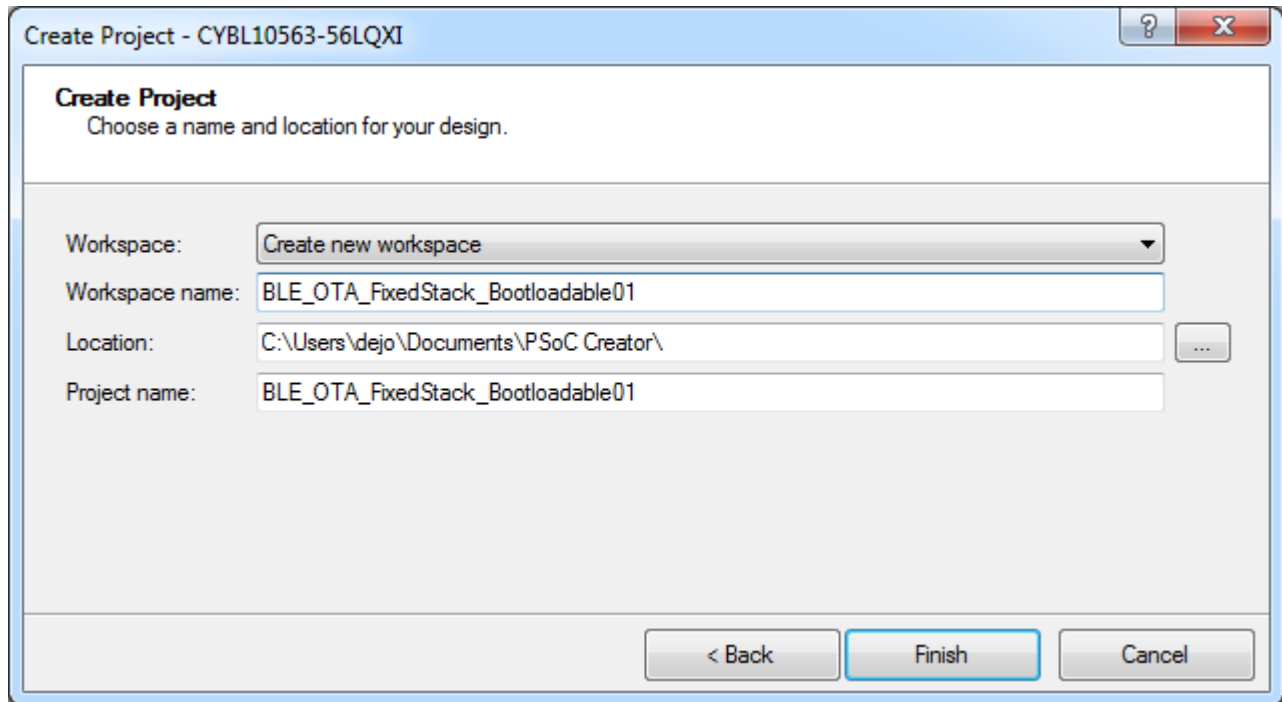 Create Project - CYBL10563-56LQXI
?
Create Project
Choose a name and location for your design.
Workspace: Create new workspace
Workspace name: BLE_OTA_FixedStack_Bootloadable01
Location: C:\Users\dejo\Documents\PSoC Creator\ ...
Project name: BLE_OTA_FixedStack_Bootloadable01
< Back Finish Cancel